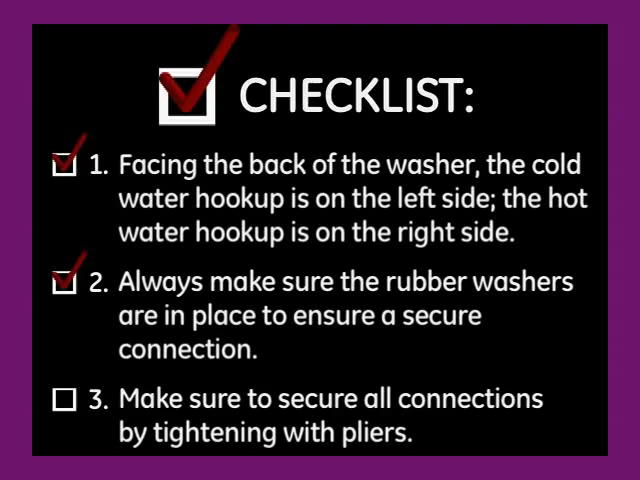 CHECKLIST:
1. Facing the back of the washer, the cold
water hookup is on the left side; the hot
water hookup is on the right side.
2. Always make sure the rubber washers
are in place to ensure a secure
connection.
3. Make sure to secure all connections
by tightening with pliers.